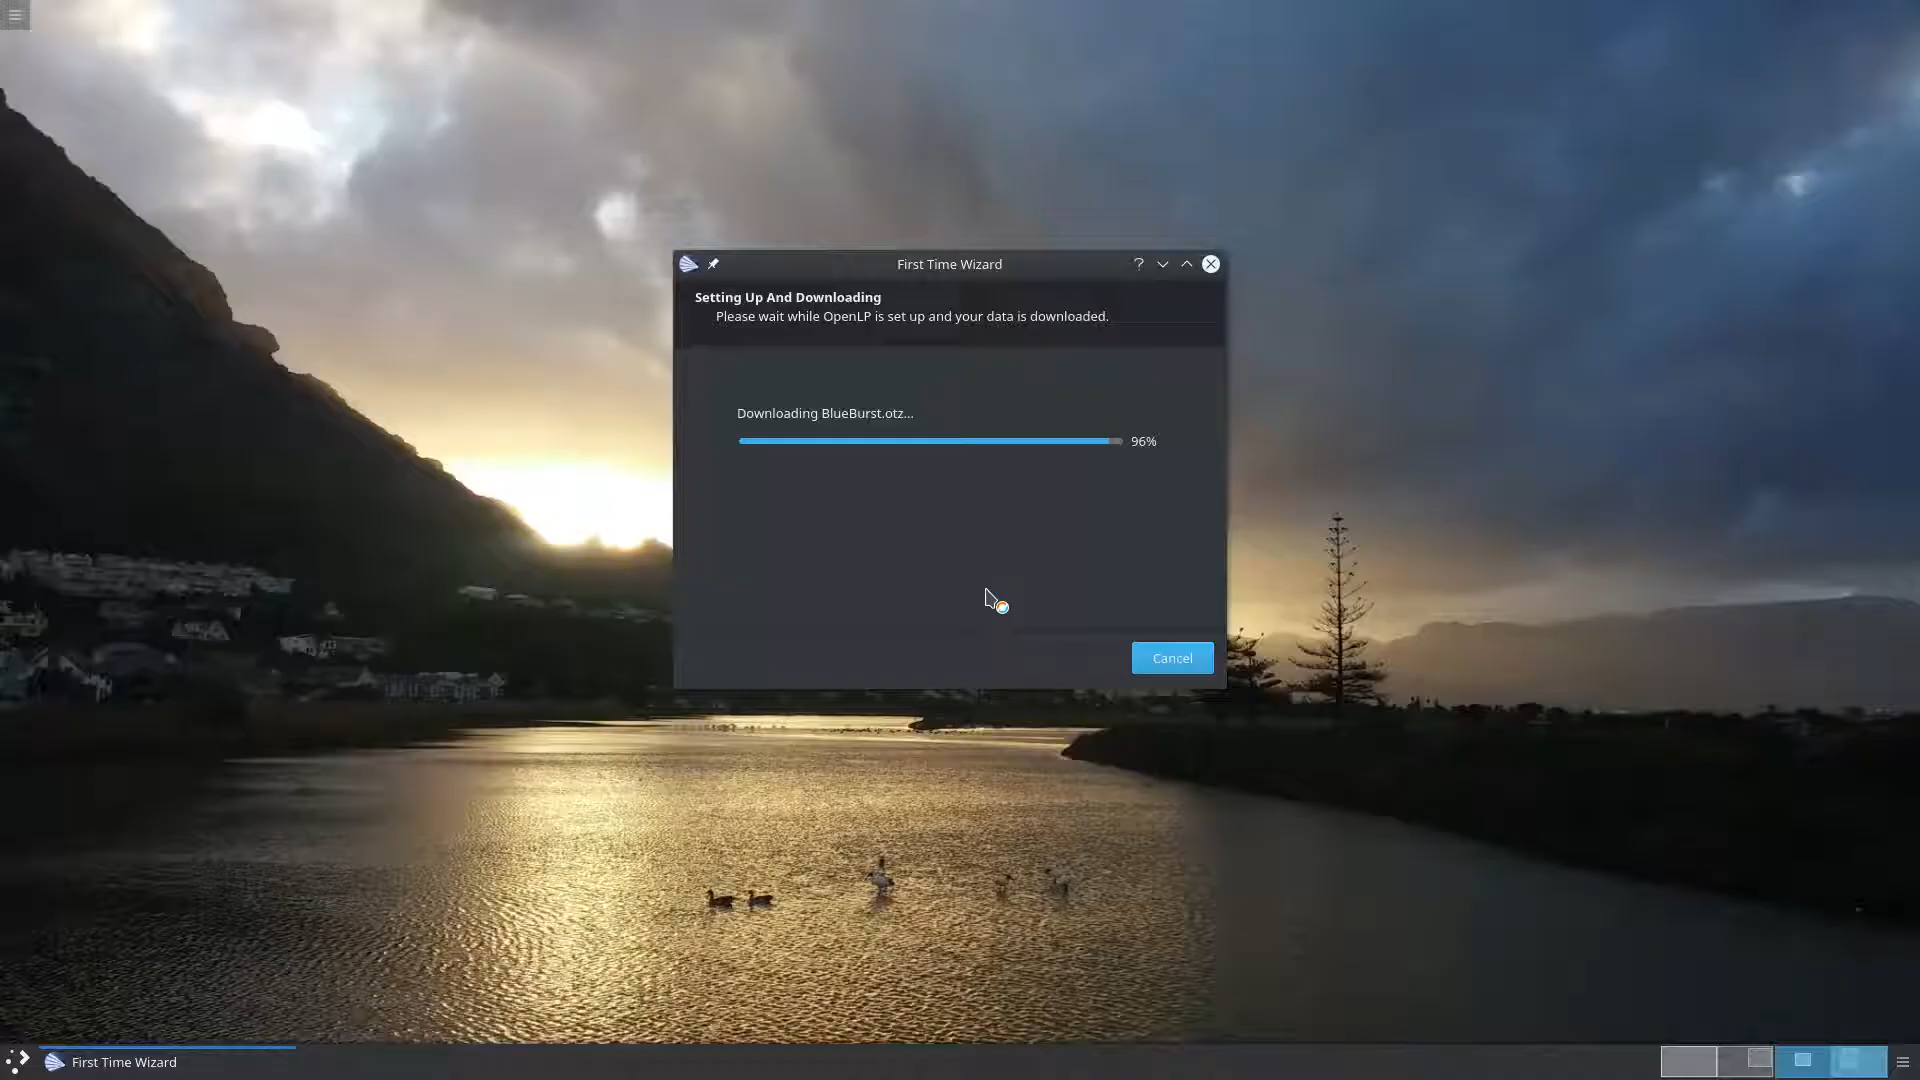 First Time Wizard
Setting Up And Downloading
Please wait while OpenLP is set up and your data is downloaded.
Downloading BlueBurst.otz...
96%
Cancel
First Time Wizard